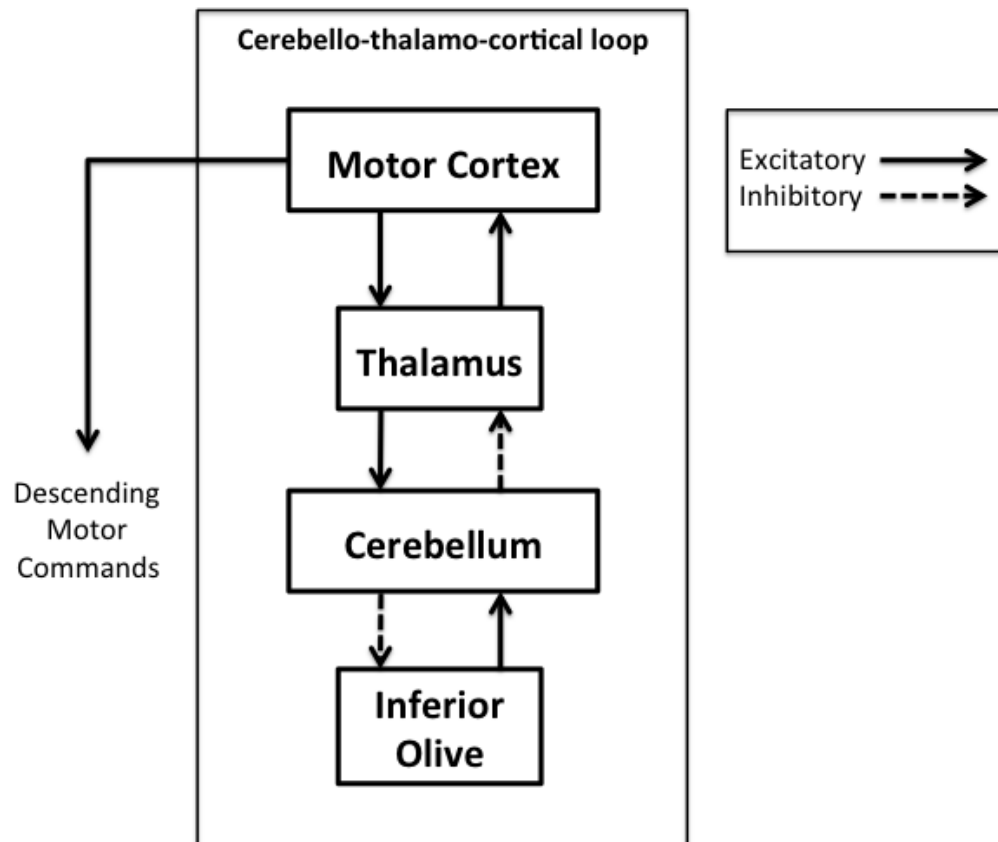 Cerebello-thalamo-cortical loop
Motor Cortex
Excitatory
Inhibitory
Thalamus
Descending
Motor
Commands
Cerebellum
Inferior
Olive